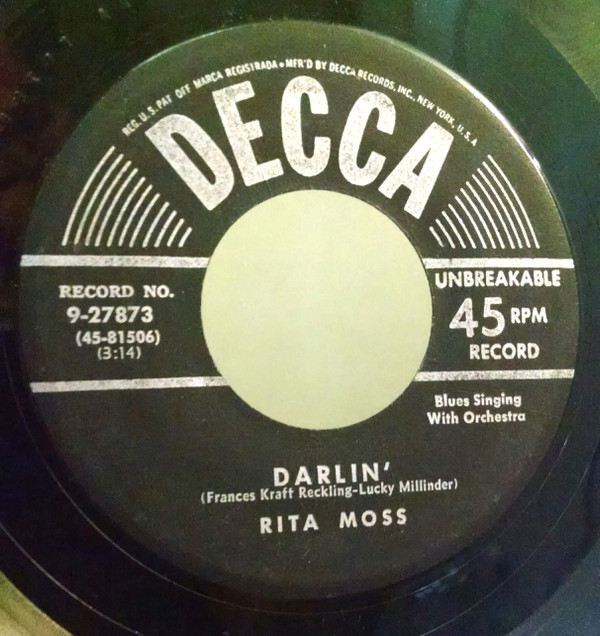 REG. U.S. PAT OFF MARCA REGISTRADA • MFR'D BY DECCA RECORDS, INC., NEW YORK, U.S.A
DECCA
RECORD NO.
9-27873
(45-81506)
(3:14)
UNBREAKABLE
45 RPM
RECORD
Blues Singing
With Orchestra
DARLIN'
(Frances Kraft Reckling-Lucky Millinder)
RITA MOSS